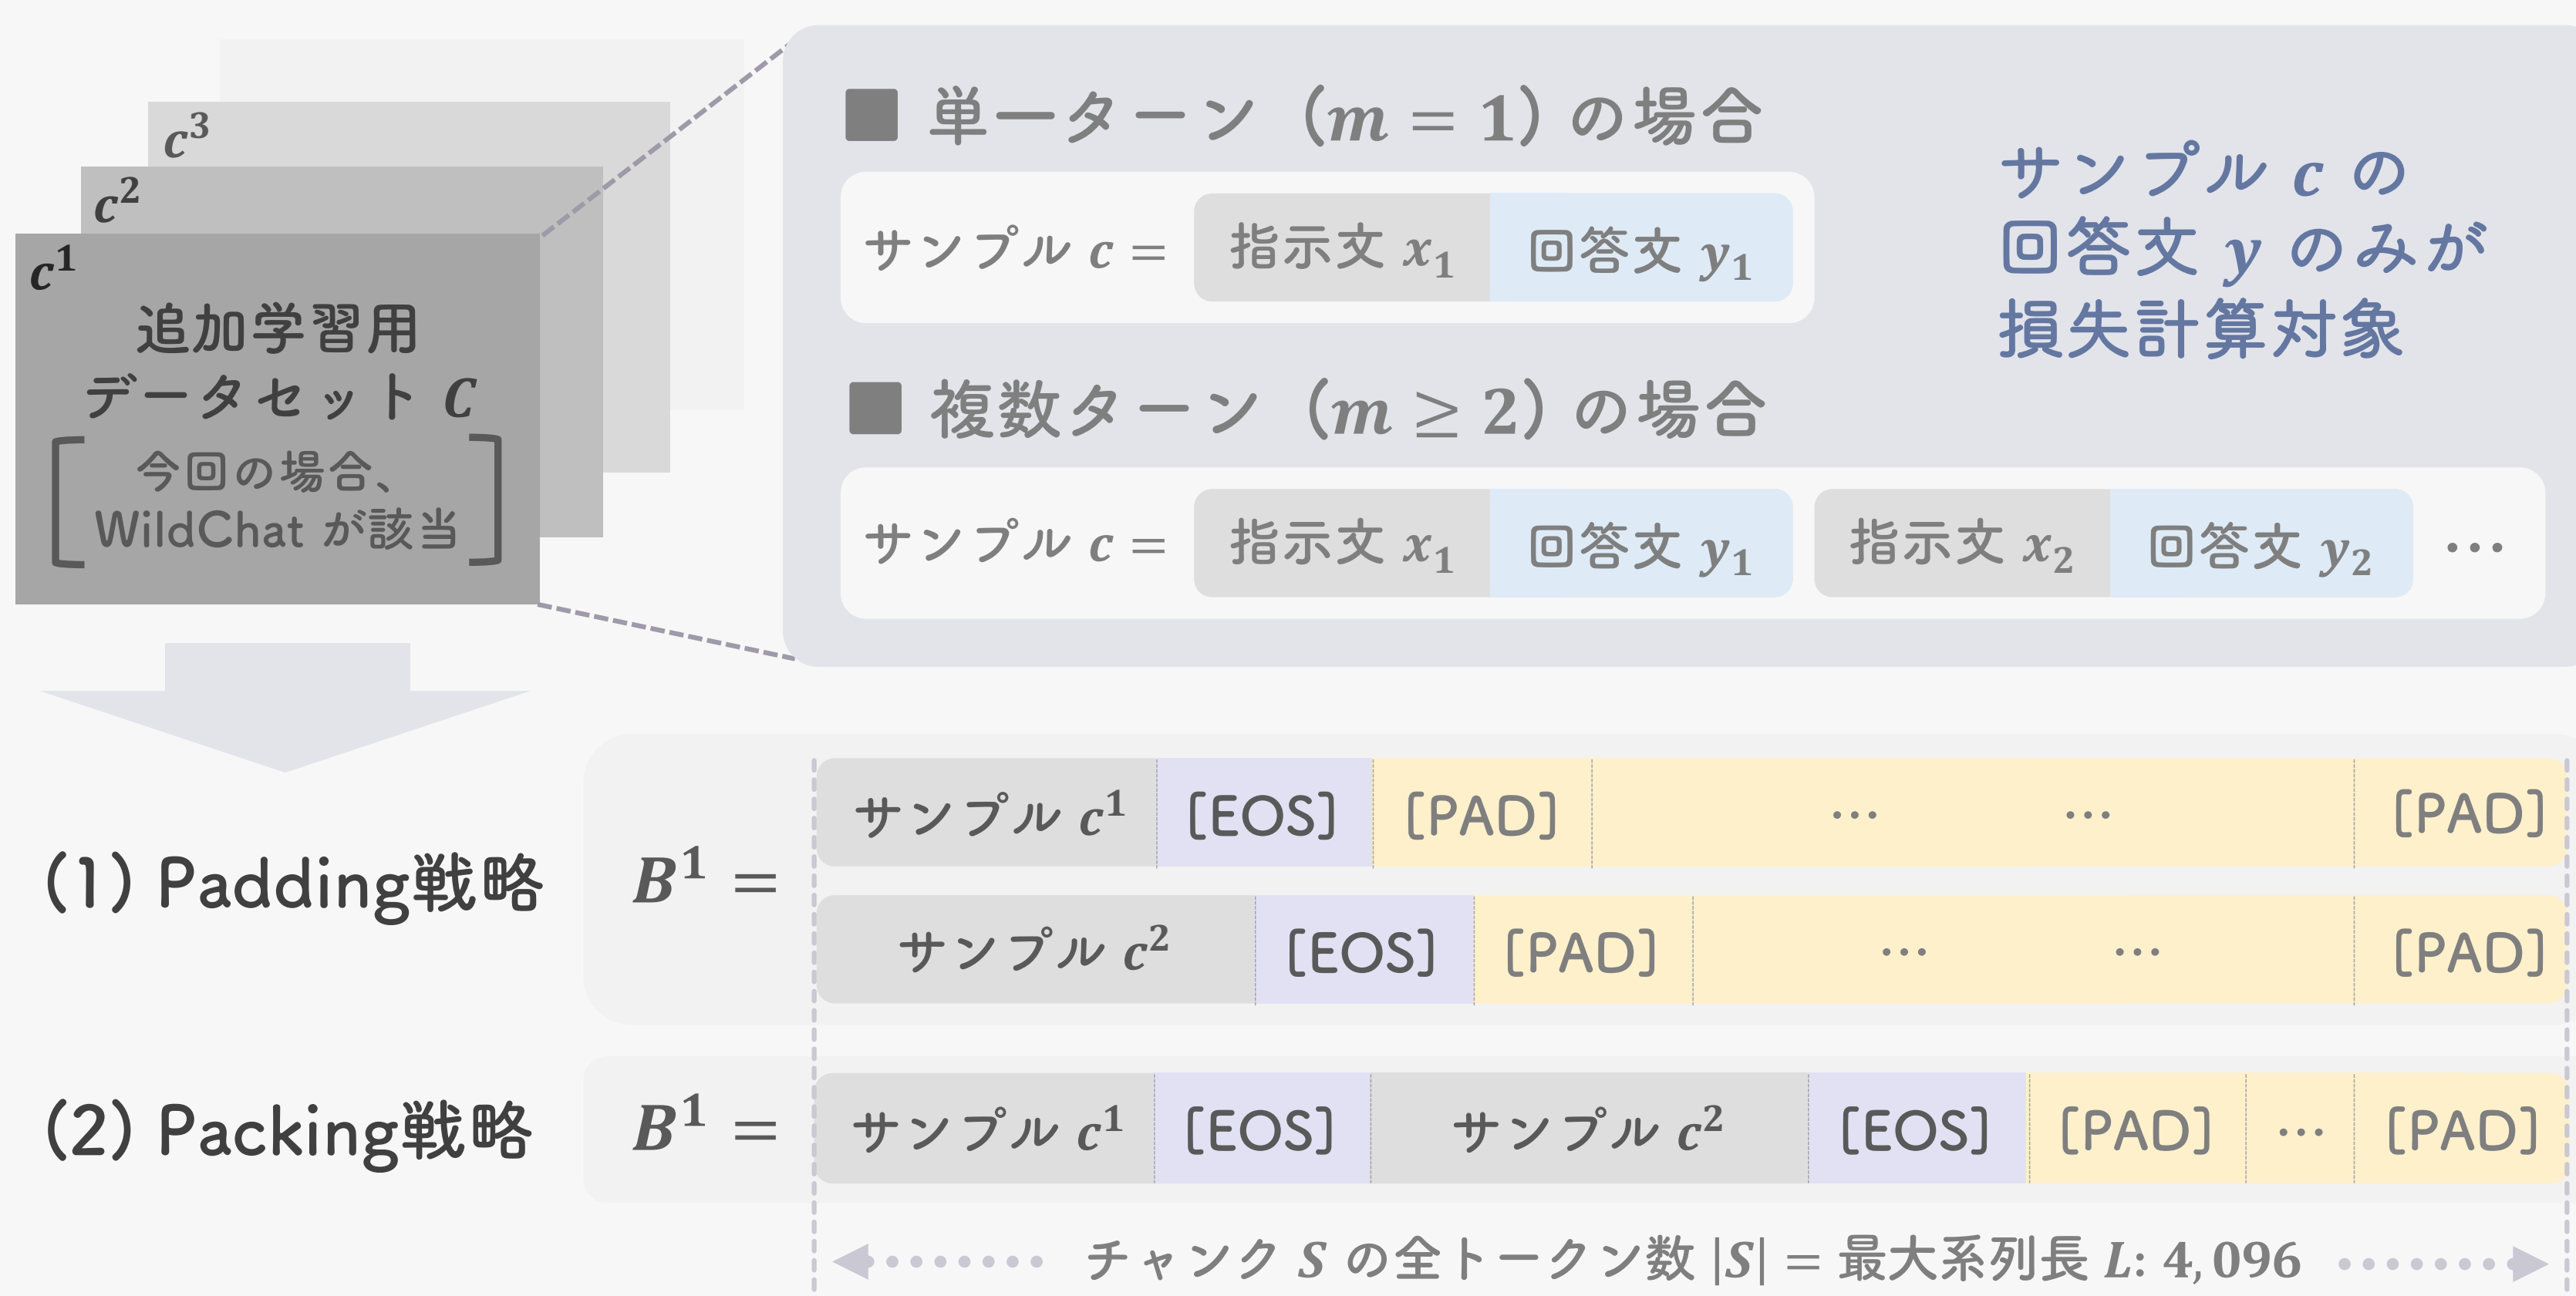 c³
c²
c¹
追加学習用
データセット C
[今回の場合、
WildChat が該当]
■ 単一ターン（m = 1）の場合
サンプル c = 指示文 x₁ 回答文 y₁
サンプル c の
回答文 y のみが
損失計算対象
■ 複数ターン（m ≥ 2）の場合
サンプル c = 指示文 x₁ 回答文 y₁ 指示文 x₂ 回答文 y₂ …
(1) Padding戦略
B¹ =
サンプル c¹ [EOS] [PAD] … … [PAD]
サンプル c² [EOS] [PAD] … … [PAD]
(2) Packing戦略
B¹ =
サンプル c¹ [EOS] サンプル c² [EOS] [PAD] … [PAD]
チャンク S の全トークン数 |S| = 最大系列長 L: 4,096